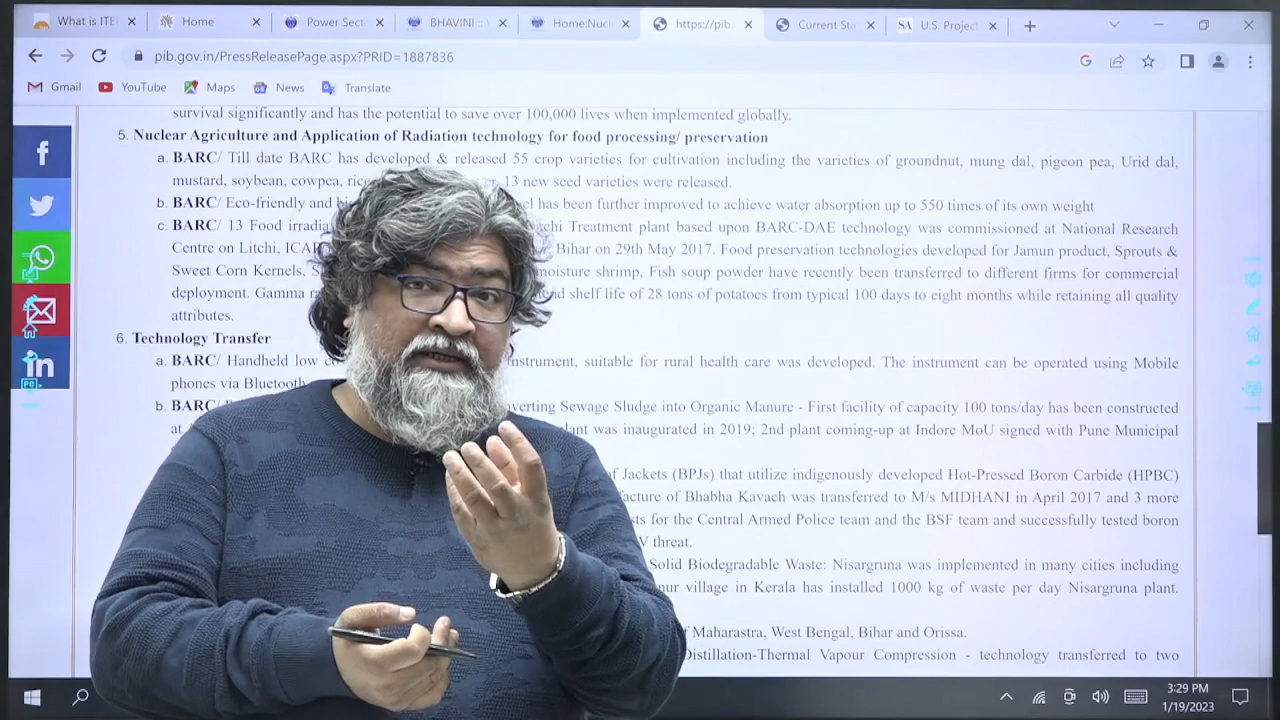 What is ITE
Home
Power Sect
BHAVINI ::
Home:Nucl
https://pib.
Current Sta
SA U.S. Project
pib.gov.in/PressReleasePage.aspx?PRID=1887836
Gmail YouTube Maps News Translate
survival significantly and has the potential to save over 100,000 lives when implemented globally.
5. Nuclear Agriculture and Application of Radiation technology for food processing/ preservation
a. BARC/ Till date BARC has developed & released 55 crop varieties for cultivation including the varieties of groundnut, mung dal, pigeon pea, Urid dal,
mustard, soybean, cowpea, 13 new seed varieties were released.
b. BARC/ Eco-friendly and has been further improved to achieve water absorption up to 550 times of its own weight
c. BARC/ 13 Food Treatment plant based upon BARC-DAE technology was commissioned at National Research
Centre on Litchi, Bihar on 29th May 2017. Food preservation technologies developed for Jamun product, Sprouts &
Sweet Corn Kernels, moisture shrimp, Fish soup powder have recently been transferred to different firms for commercial
deployment. Gamma shelf life of 28 tons of potatoes from typical 100 days to eight months while retaining all quality
attributes.
6. Technology Transfer
a. BARC/ Handheld low instrument, suitable for rural health care was developed. The instrument can be operated using Mobile
phones via Bluetooth
b. BARC/ Sewage Sludge into Organic Manure - First facility of capacity 100 tons/day has been constructed
at plant was inaugurated in 2019; 2nd plant coming-up at Indore MoU signed with Pune Municipal
of Jackets (BPJs) that utilize indigenously developed Hot-Pressed Boron Carbide (HPBC)
of Bhabha Kavach was transferred to M/s MIDHANI in April 2017 and 3 more
for the Central Armed Police team and the BSF team and successfully tested boron
threat.
Solid Biodegradable Waste: Nisargruna was implemented in many cities including
village in Kerala has installed 1000 kg of waste per day Nisargruna plant.
of Maharastra, West Bengal, Bihar and Orissa.
Distillation-Thermal Vapour Compression - technology transferred to two
3:29 PM
1/19/2023